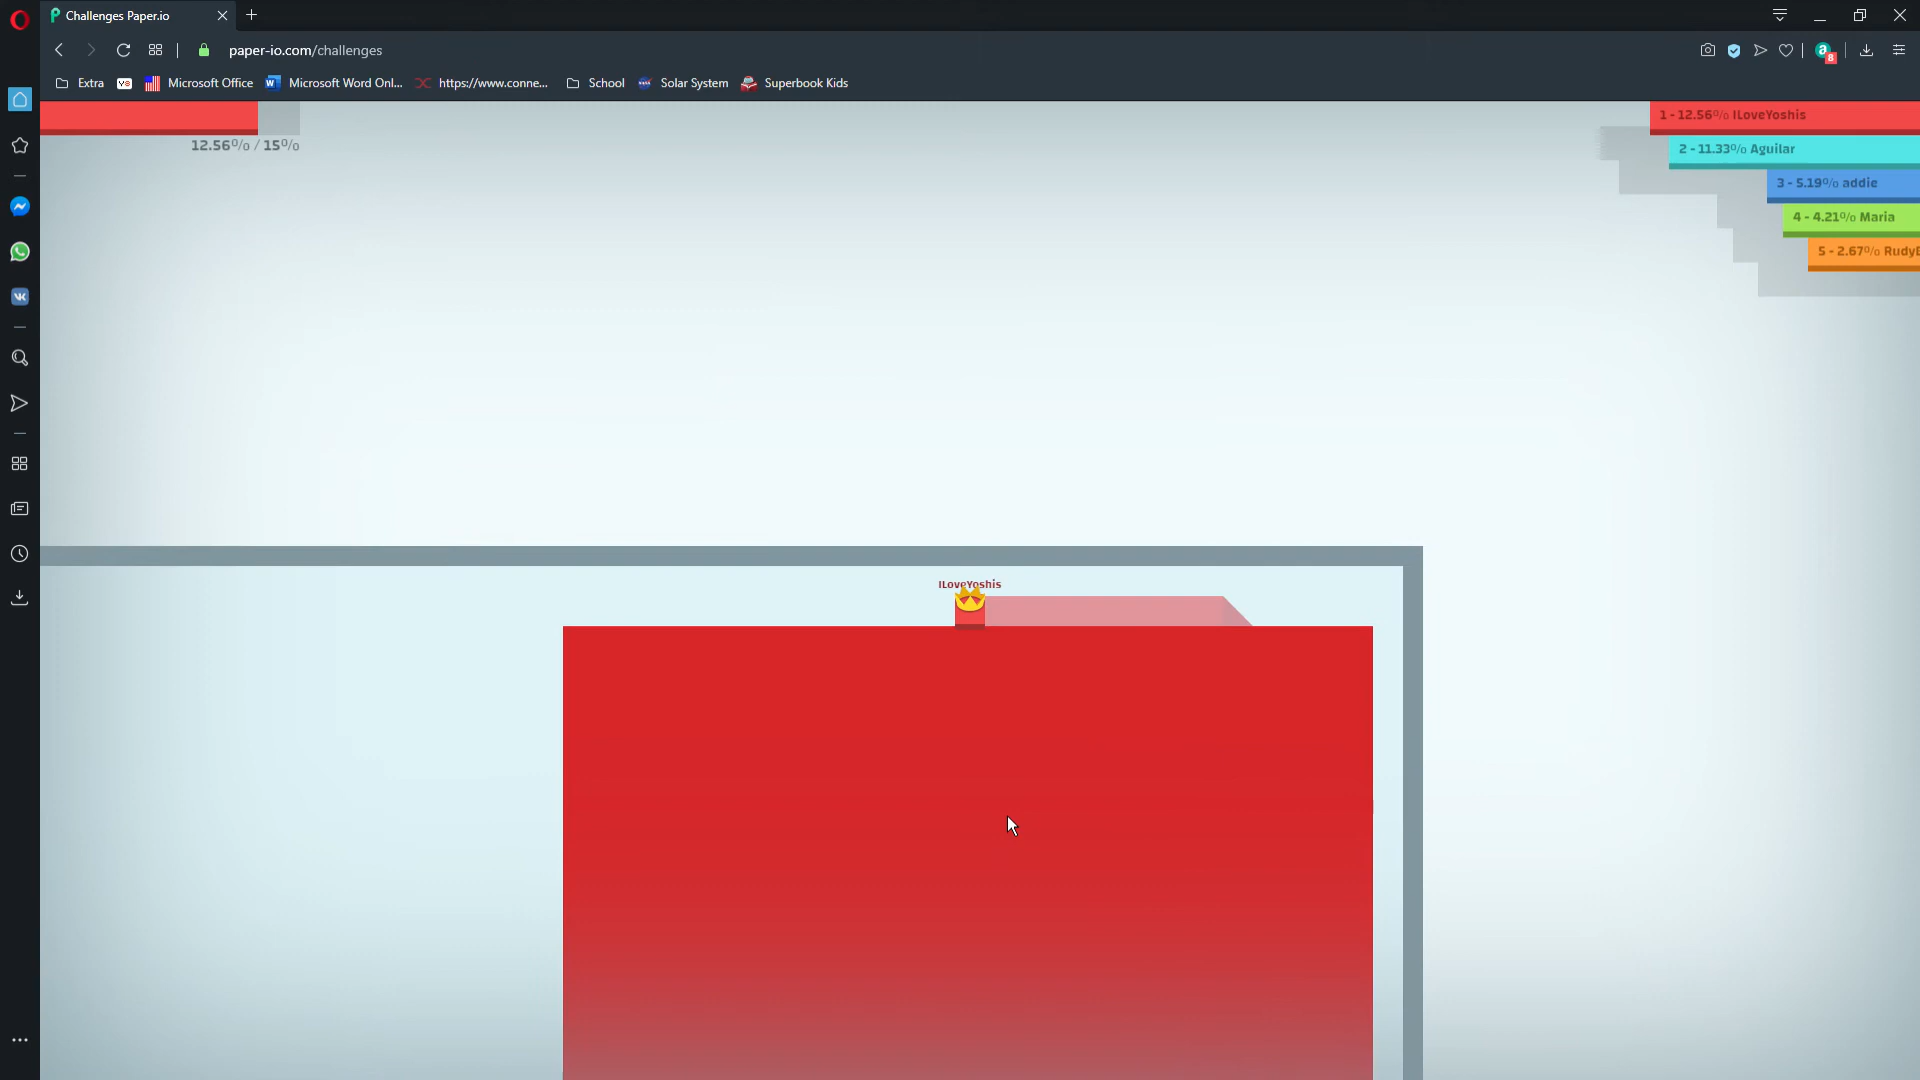 Challenges Paper.io
paper-io.com/challenges
Extra
Y8
Microsoft Office
Microsoft Word Onl...
https://www.conne...
School
Solar System
Superbook Kids
8
12.56% / 15%
1 - 12.56% ILoveYoshis
2 - 11.33% Aguilar
3 - 5.19% addie
4 - 4.21% Maria
5 - 2.67%
ILoveYoshis